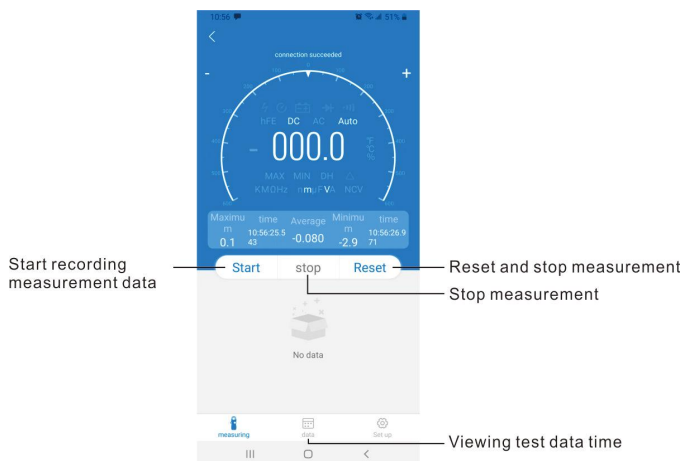 10:56
51%
connection succeeded
- +
hFE DC AC Auto
- 000.0
MAX MIN DH
KMΩHz nmμFVA NCV
Maximu time Average Minimu time
m 10:56:25.5 m 10:56:26.9
0.1 43 -0.080 -2.9 71
Start recording
measurement data
Start stop Reset
Reset and stop measurement
Stop measurement
No data
measuring data Set up
Viewing test data time